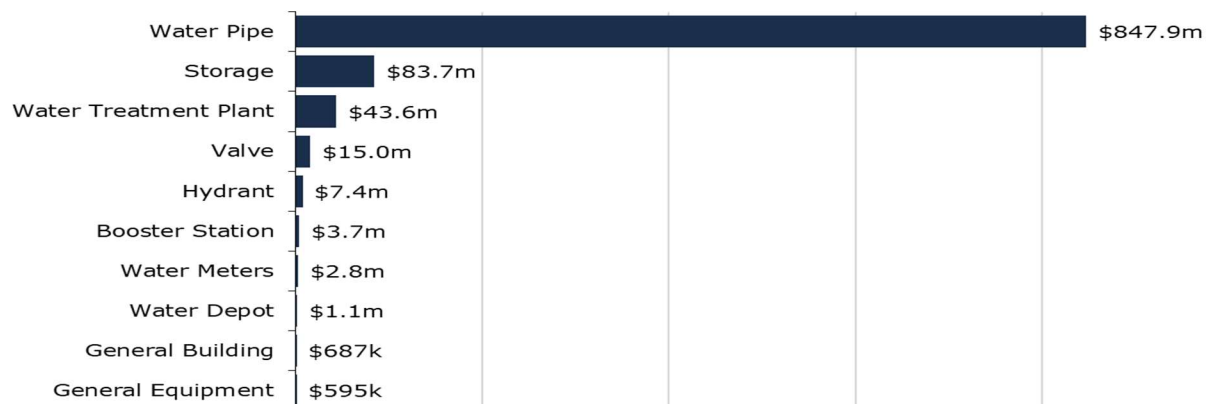 Water Pipe $847.9m
Storage $83.7m
Water Treatment Plant $43.6m
Valve $15.0m
Hydrant $7.4m
Booster Station $3.7m
Water Meters $2.8m
Water Depot $1.1m
General Building $687k
General Equipment $595k